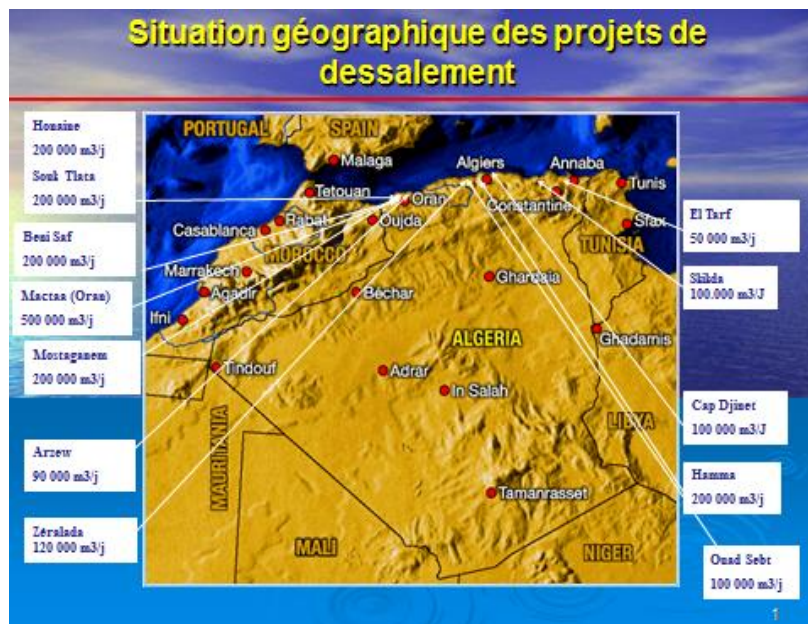 Situation géographique des projets de
dessalement
Honaine
200 000 m3/j
Souk Tlata
200 000 m3/j
Beni Saf
200 000 m3/j
Mactaa (Oran)
500 000 m3/j
Mostaganem
200 000 m3/j
Arzew
90 000 m3/j
Zéralada
120 000 m3/j
PORTUGAL
SPAIN
Malaga
Algiers
Annaba
Tetouan
Oran
Constantine
Tunis
Casablanca
Rabat
Oujda
Sfax
MOROCCO
TUNISIA
Marrakech
Ghardaia
Agadir
Béchar
Ifni
ALGERIA
Ghadamis
Tindouf
Adrar
In Salah
LIBYA
MAURITANIA
Tamanrasset
MALI
NIGER
El Tarf
50 000 m3/j
Skikda
100.000 m3/J
Cap Djinet
100 000 m3/J
Hamma
200 000 m3/j
Ouad Sebt
100 000 m3/j
1